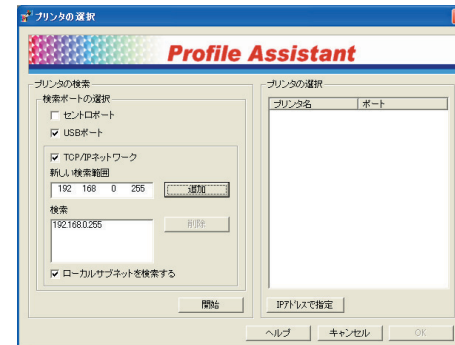 プリンタの選択
Profile Assistant
プリンタの検索
検索ポートの選択
セントロポート
USBポート
TCP/IPネットワーク
新しい検索範囲
192 168 0 255
追加
検索
192.168.0.255
削除
ローカルサブネットを検索する
開始
プリンタの選択
プリンタ名 ポート
IPアドレスで指定
ヘルプ キャンセル OK